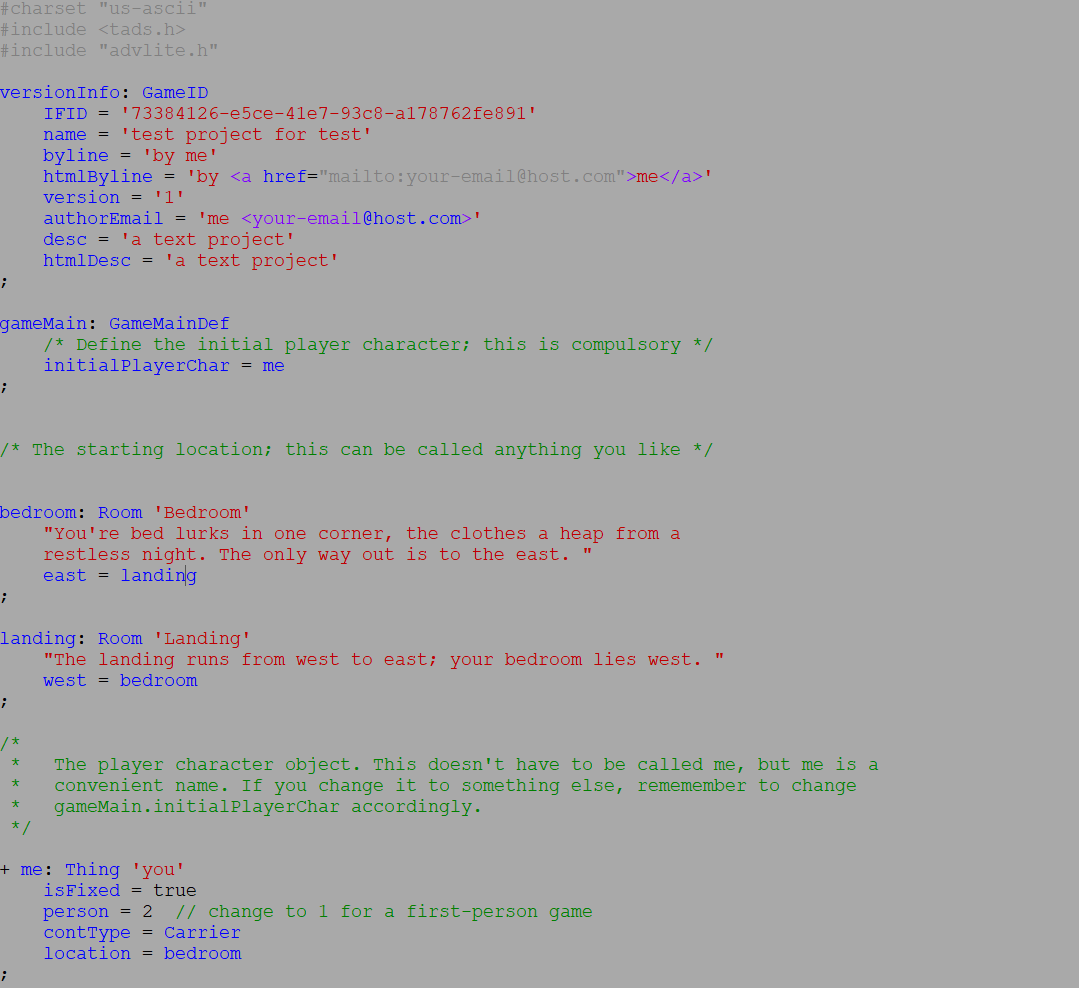 #charset "us-ascii"
#include <tads.h>
#include "advlite.h"
versionInfo: GameID
IFID = '73384126-e5ce-41e7-93c8-a178762fe891'
name = 'test project for test'
byline = 'by me'
htmlByline = 'by <a href="mailto:your-email@host.com">me</a>'
version = '1'
authorEmail = 'me <your-email@host.com>'
desc = 'a text project'
htmlDesc = 'a text project'
;
gameMain: GameMainDef
/* Define the initial player character; this is compulsory */
initialPlayerChar = me
;
/* The starting location; this can be called anything you like */
bedroom: Room 'Bedroom'
"You're bed lurks in one corner, the clothes a heap from a
restless night. The only way out is to the east. "
east = landing
;
landing: Room 'Landing'
"The landing runs from west to east; your bedroom lies west. "
west = bedroom
;
/*
*   The player character object. This doesn't have to be called me, but me is a
*   convenient name. If you change it to something else, rememember to change
*   gameMain.initialPlayerChar accordingly.
*/
+ me: Thing 'you'
isFixed = true
person = 2  // change to 1 for a first-person game
contType = Carrier
location = bedroom
;